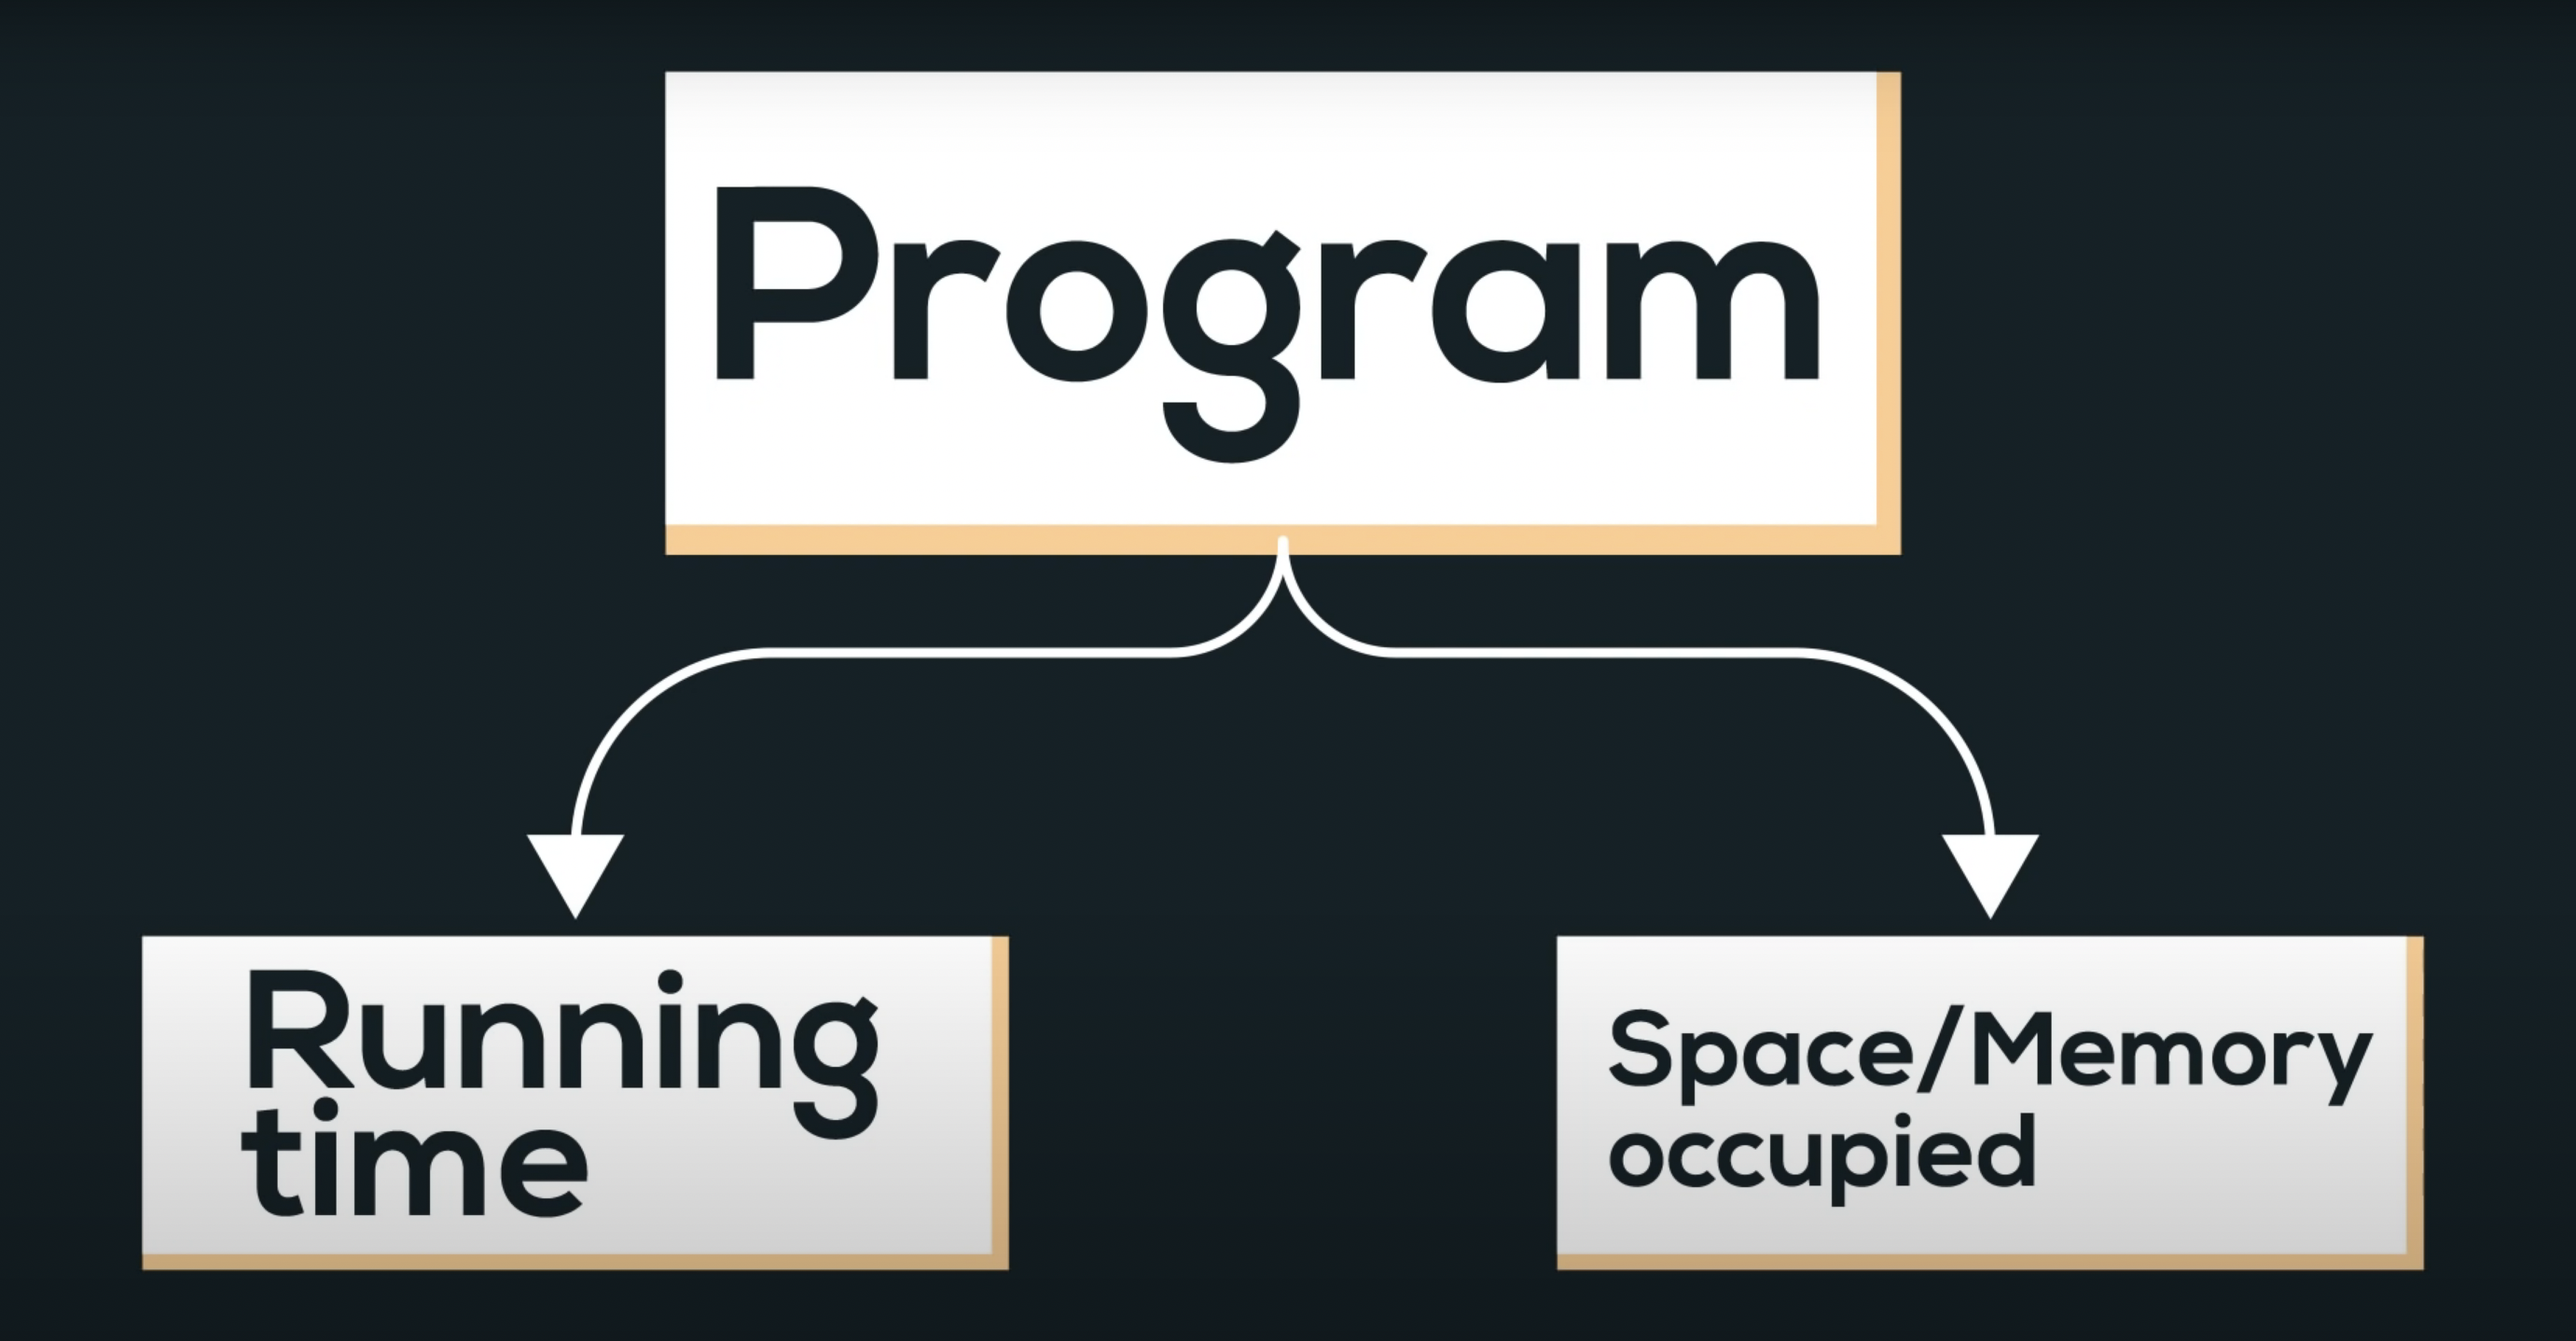 Program
Running
time
Space/Memory
occupied